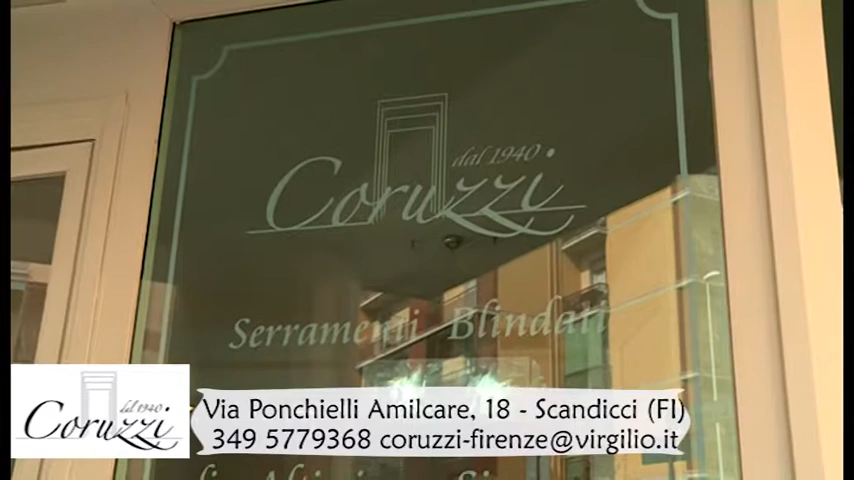 dal 1940
Coruzzi
Serramenti Blindati
dal 1940
Coruzzi
Via Ponchielli Amilcare, 18 - Scandicci (FI)
349 5779368 coruzzi-firenze@virgilio.it